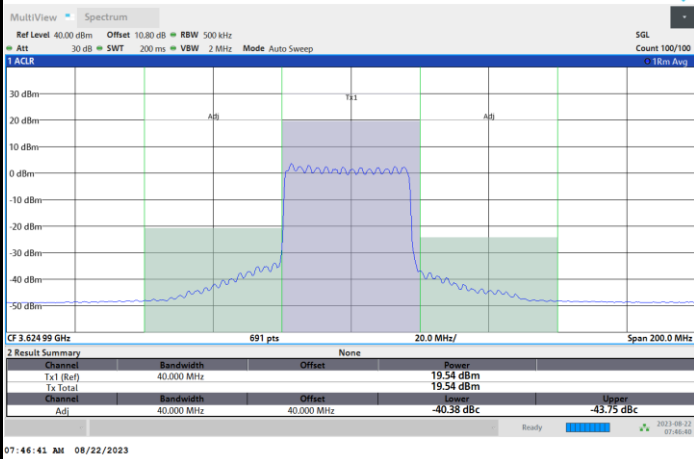 MultiView Spectrum
Ref Level 40.00 dBm Offset 10.80 dB RBW 500 kHz SGL
Att 30 dB SWT 200 ms VBW 2 MHz Mode Auto Sweep Count 100/100
1 ACLR 1Rm Avg
30 dBm
Tx1
20 dBm
Adj Adj
10 dBm
0 dBm
-10 dBm
-20 dBm
-30 dBm
-40 dBm
-50 dBm
CF 3.624 99 GHz 691 pts 20.0 MHz/ Span 200.0 MHz
2 Result Summary None
Channel Bandwidth Offset Power
Tx1 (Ref) 40.000 MHz 19.54 dBm
Tx Total 19.54 dBm
Channel Bandwidth Offset Lower Upper
Adj 40.000 MHz 40.000 MHz -40.38 dBc -43.75 dBc
Ready 2023-08-22
07:46:40
07:46:41 AM 08/22/2023